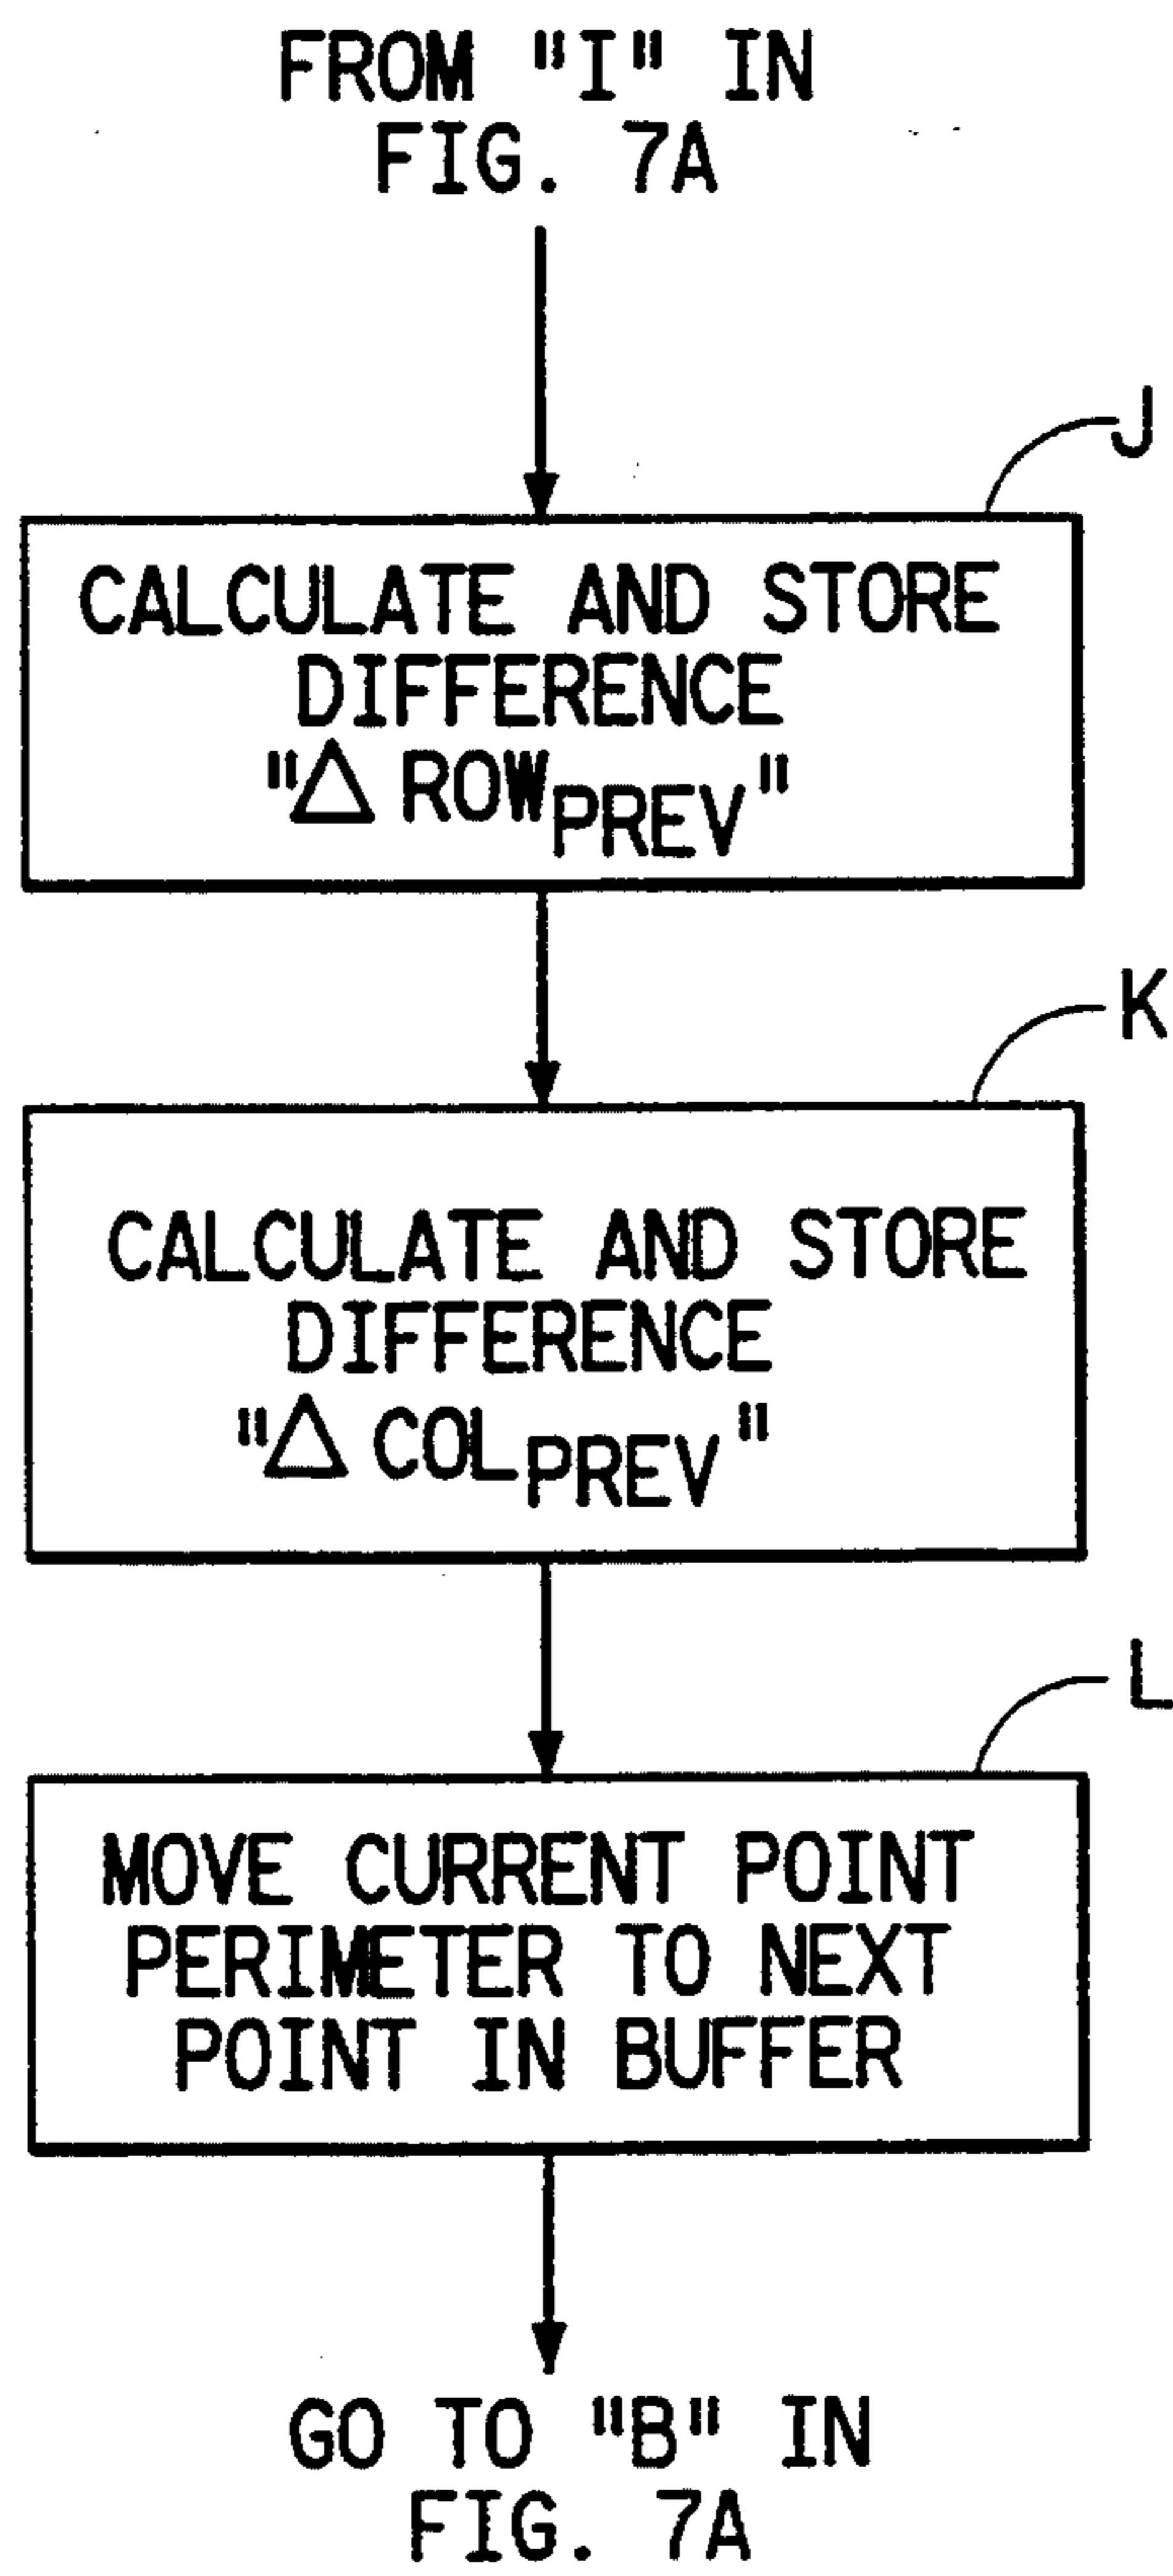 FROM "I" IN
FIG. 7A
J
CALCULATE AND STORE
DIFFERENCE
"△ ROWPREV"
K
CALCULATE AND STORE
DIFFERENCE
"△ COLPREV"
L
MOVE CURRENT POINT
PERIMETER TO NEXT
POINT IN BUFFER
GO TO "B" IN
FIG. 7A